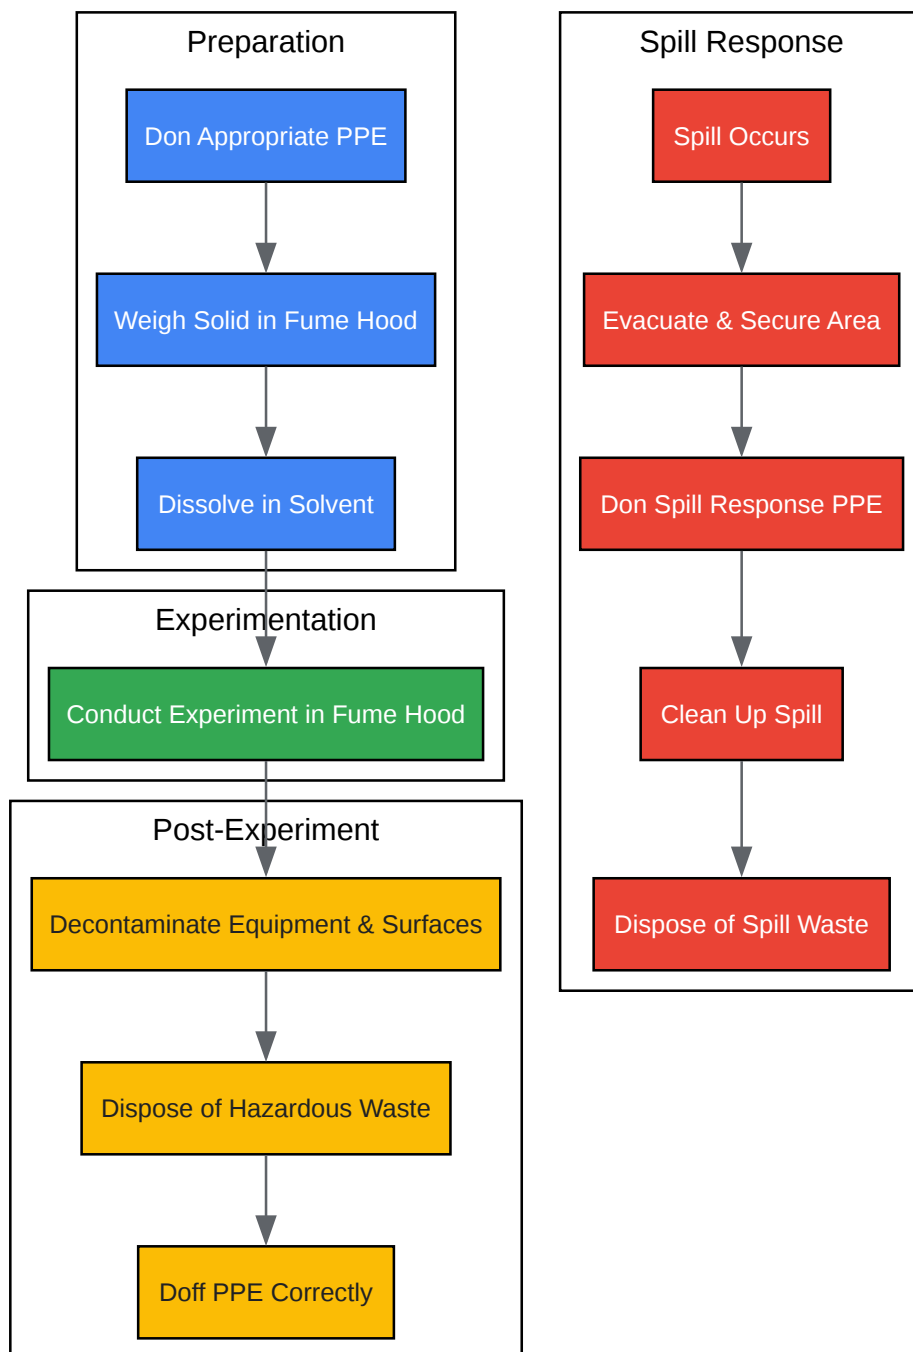 Preparation
Don Appropriate PPE
Weigh Solid in Fume Hood
Dissolve in Solvent
Experimentation
Conduct Experiment in Fume Hood
Post-Experiment
Decontaminate Equipment & Surfaces
Dispose of Hazardous Waste
Doff PPE Correctly
Spill Response
Spill Occurs
Evacuate & Secure Area
Don Spill Response PPE
Clean Up Spill
Dispose of Spill Waste